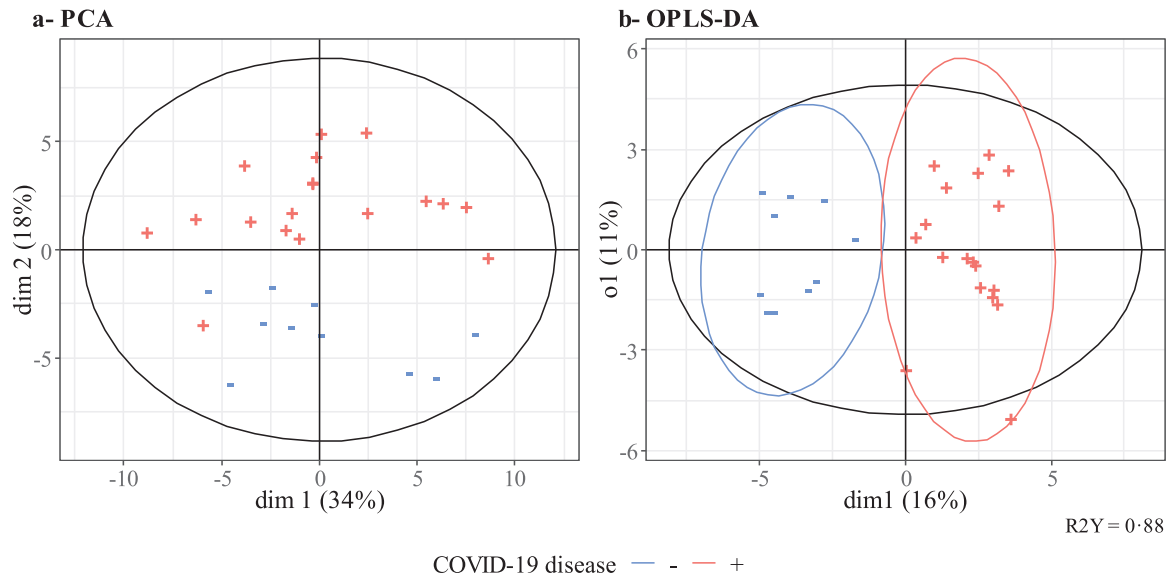 a- PCA
5
0
-5
dim 2 (18%)
-10
-5
0
5
10
dim 1 (34%)
b- OPLS-DA
6
3
0
-3
-6
o1 (11%)
-5
0
5
dim1 (16%)
R2Y = 0·88
COVID-19 disease - +